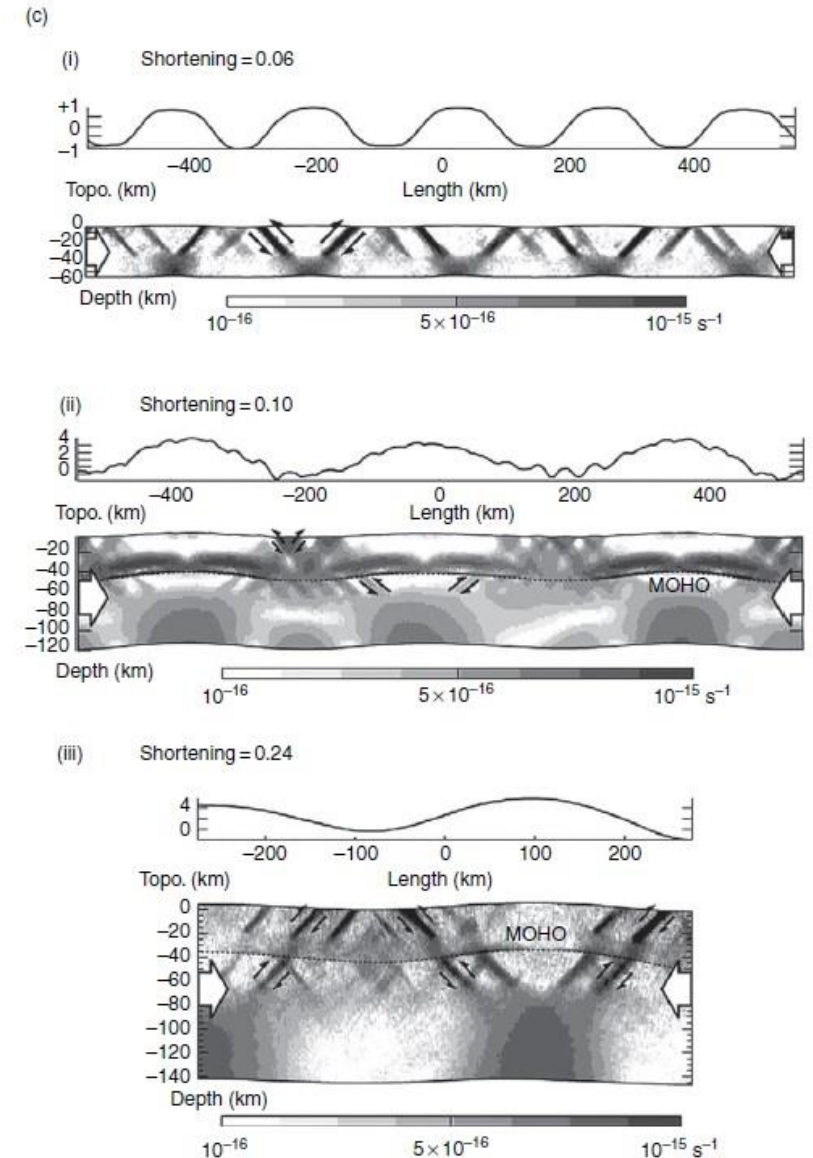 (c)
(i) Shortening = 0.06
+1
0
−1
−400 −200 0 200 400
Topo. (km) Length (km)
0
−20
−40
−60
Depth (km)
10⁻¹⁶ 5×10⁻¹⁶ 10⁻¹⁵ s⁻¹
(ii) Shortening = 0.10
4
2
0
−400 −200 0 200 400
Topo. (km) Length (km)
−20
−40
−60 MOHO
−80
−100
−120
Depth (km)
10⁻¹⁶ 5×10⁻¹⁶ 10⁻¹⁵ s⁻¹
(iii) Shortening = 0.24
4
0
−200 −100 0 100 200
Topo. (km) Length (km)
0
−20 MOHO
−40
−60
−80
−100
−120
−140
Depth (km)
10⁻¹⁶ 5×10⁻¹⁶ 10⁻¹⁵ s⁻¹